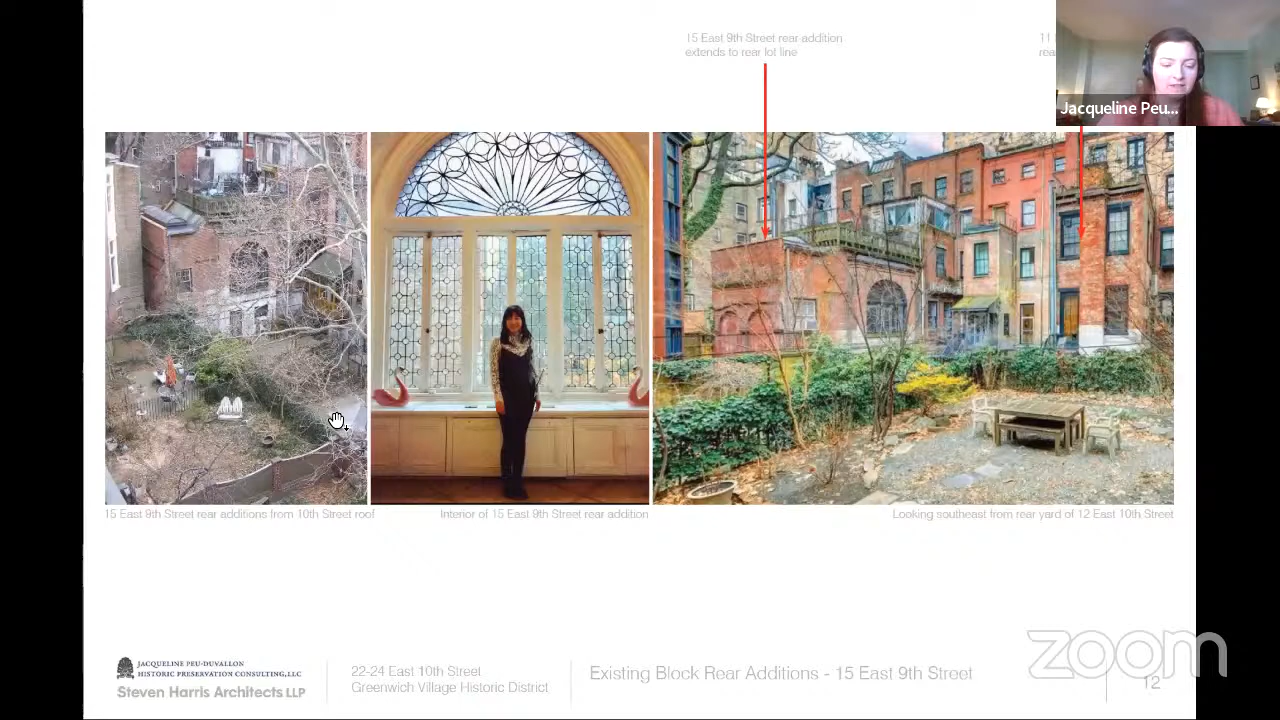 15 East 9th Street rear addition
extends to rear lot line
11
rea
Jacqueline Peu...
15 East 9th Street rear additions from 10th Street roof
Interior of 15 East 9th Street rear addition
Looking southeast from rear yard of 12 East 10th Street
JACQUELINE PEU-DUVALLON
HISTORIC PRESERVATION CONSULTING, LLC
Steven Harris Architects LLP
22-24 East 10th Street
Greenwich Village Historic District
Existing Block Rear Additions - 15 East 9th Street
zoom
12